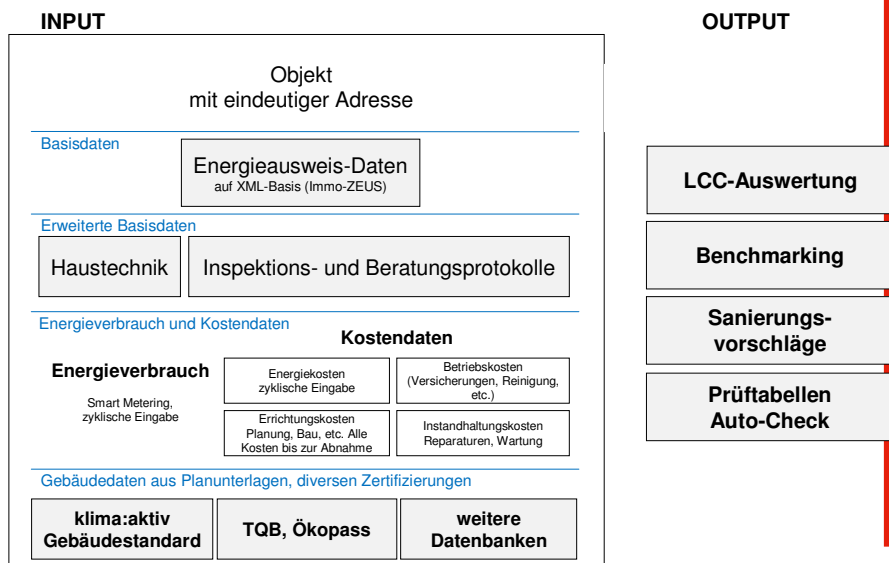 INPUT
OUTPUT
Objekt
mit eindeutiger Adresse
Basisdaten
Energieausweis-Daten
auf XML-Basis (Immo-ZEUS)
Erweiterte Basisdaten
Haustechnik
Inspektions- und Beratungsprotokolle
Energieverbrauch und Kostendaten
Kostendaten
Energieverbrauch
Smart Metering,
zyklische Eingabe
Energiekosten
zyklische Eingabe
Betriebskosten
(Versicherungen, Reinigung,
etc.)
Errichtungskosten
Planung, Bau, etc. Alle
Kosten bis zur Abnahme
Instandhaltungskosten
Reparaturen, Wartung
Gebäudedaten aus Planunterlagen, diversen Zertifizierungen
klima:aktiv
Gebäudestandard
TQB, Ökopass
weitere
Datenbanken
LCC-Auswertung
Benchmarking
Sanierungs-
vorschläge
Prüftabellen
Auto-Check